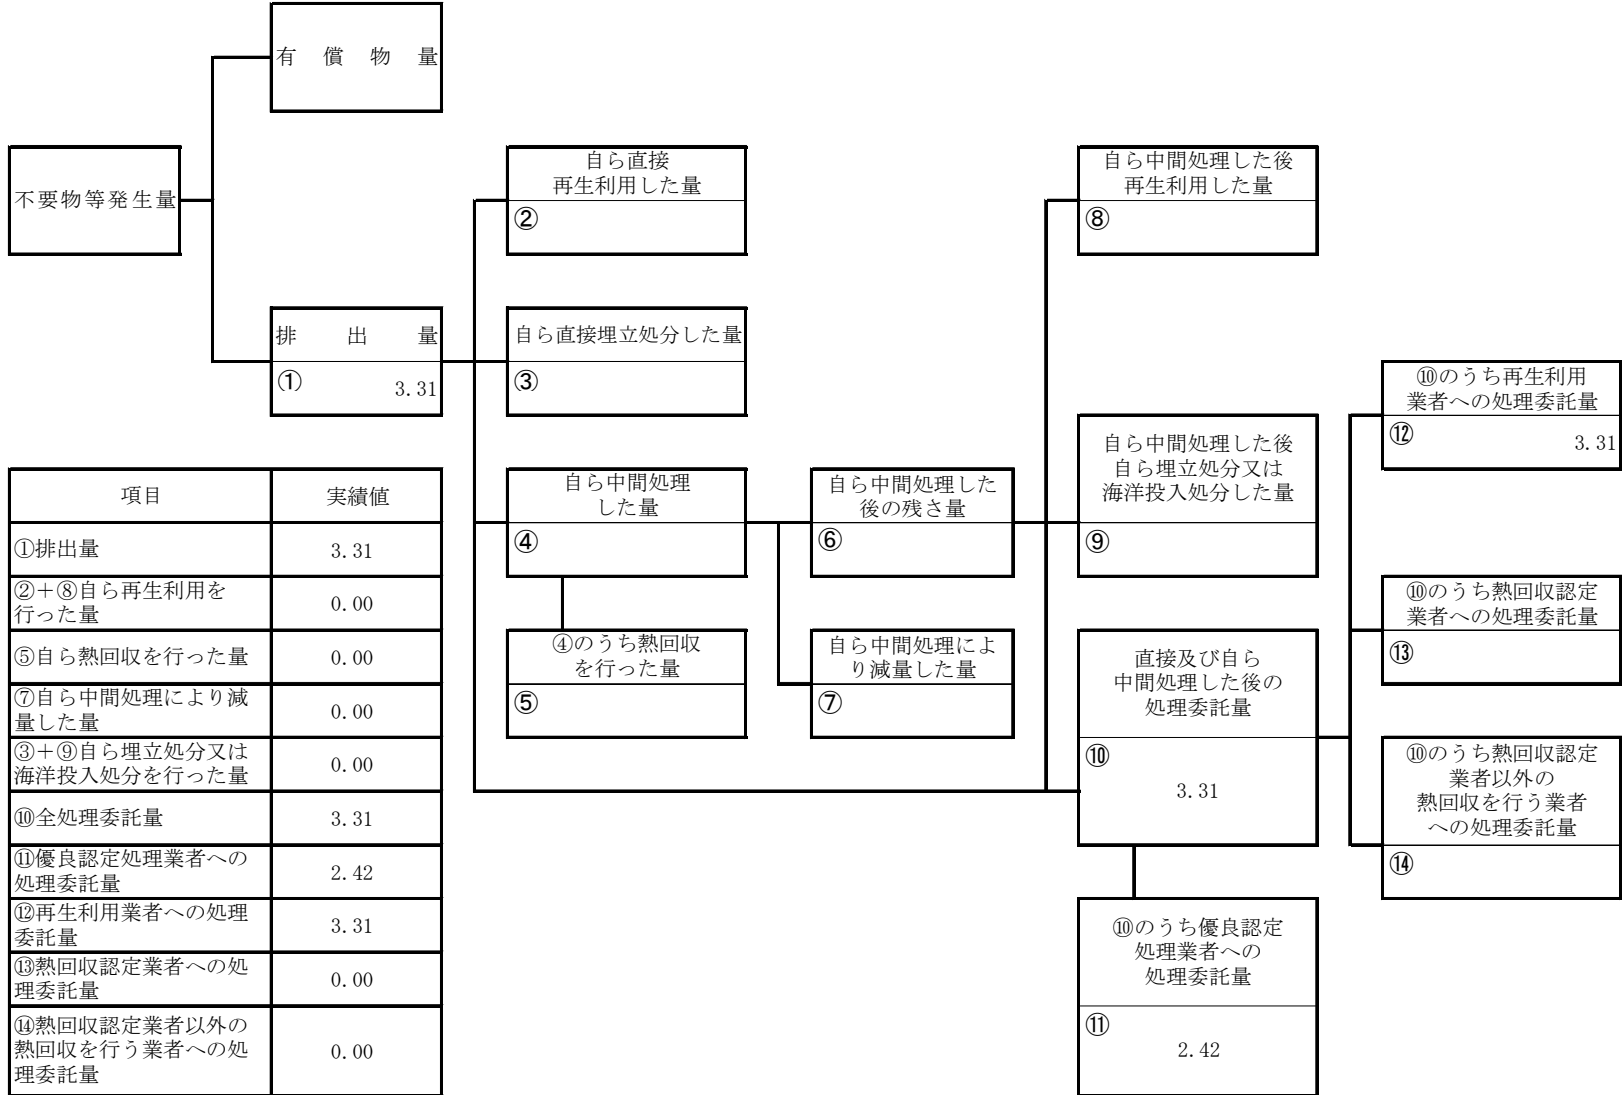 有償物量
不要物等発生量
排出量
①
3.31
自ら直接
再生利用した量
②
自ら直接埋立処分した量
③
自ら中間処理
した量
④
④のうち熱回収
を行った量
⑤
自ら中間処理した
後の残さ量
⑥
自ら中間処理によ
り減量した量
⑦
自ら中間処理した後
再生利用した量
⑧
自ら中間処理した後
自ら埋立処分又は
海洋投入処分した量
⑨
直接及び自ら
中間処理した後の
処理委託量
⑩
3.31
⑩のうち優良認定
処理業者への
処理委託量
⑪
2.42
⑩のうち再生利用
業者への処理委託量
⑫
3.31
⑩のうち熱回収認定
業者への処理委託量
⑬
⑩のうち熱回収認定
業者以外の
熱回収を行う業者
への処理委託量
⑭
項目 実績値
①排出量 3.31
②＋⑧自ら再生利用を
行った量 0.00
⑤自ら熱回収を行った量 0.00
⑦自ら中間処理により減
量した量 0.00
③＋⑨自ら埋立処分又は
海洋投入処分を行った量 0.00
⑩全処理委託量 3.31
⑪優良認定処理業者への
処理委託量 2.42
⑫再生利用業者への処理
委託量 3.31
⑬熱回収認定業者への処
理委託量 0.00
⑭熱回収認定業者以外の
熱回収を行う業者への処
理委託量 0.00